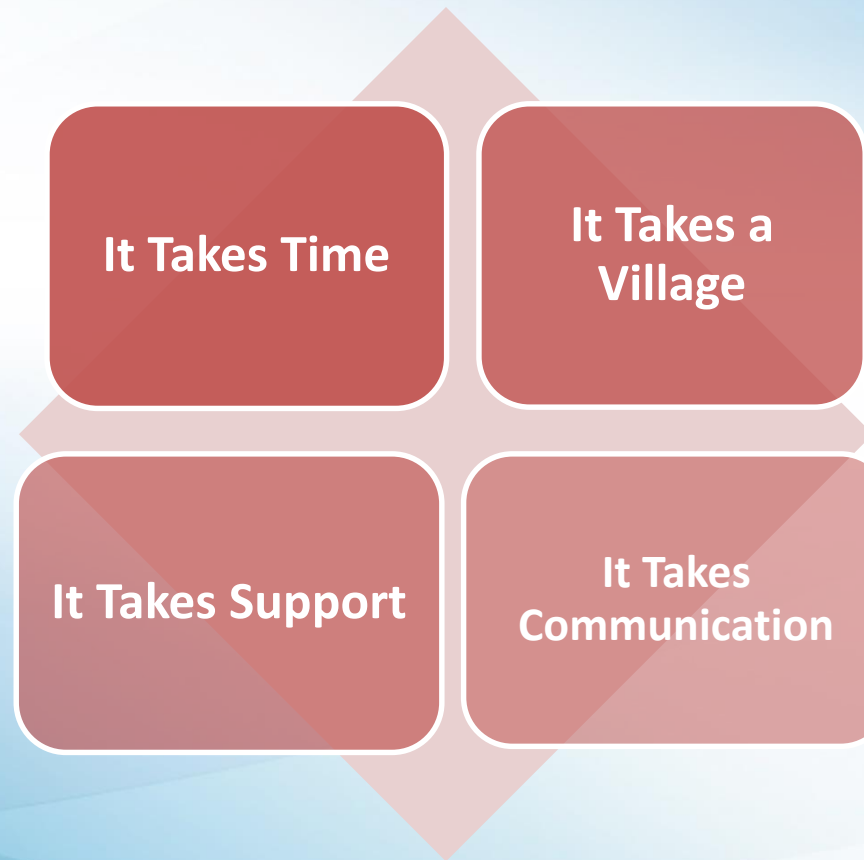 It Takes Time
It Takes a
Village
It Takes Support
It Takes
Communication